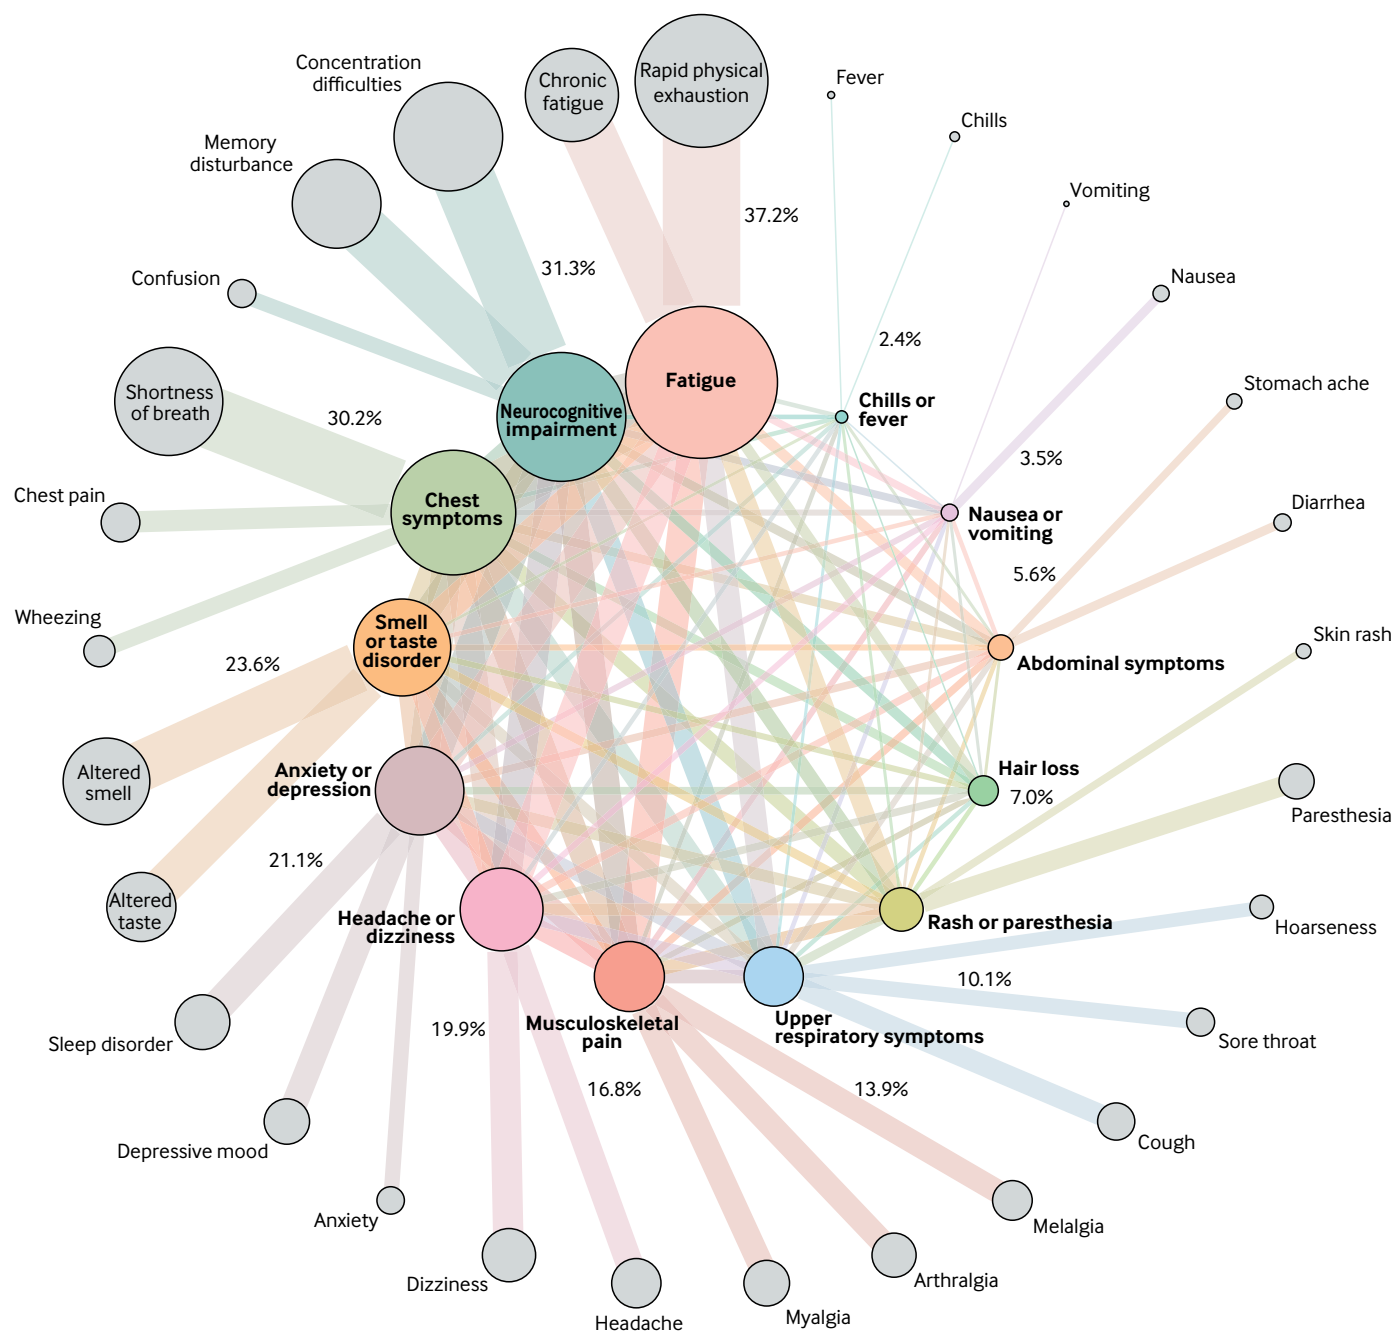 Concentration
difficulties
Chronic
fatigue
Rapid physical
exhaustion
Fever
Chills
Memory
disturbance
Vomiting
37.2%
31.3%
Confusion
Nausea
2.4%
Shortness
of breath
30.2%
Fatigue
Stomach ache
Neurocognitive
impairment
Chills or
fever
3.5%
Chest pain
Chest
symptoms
Nausea or
vomiting
Diarrhea
5.6%
Wheezing
Smell
or taste
disorder
23.6%
Abdominal symptoms
Skin rash
Altered
smell
Anxiety or
depression
Hair loss
7.0%
Paresthesia
21.1%
Altered
taste
Headache or
dizziness
Rash or paresthesia
Hoarseness
10.1%
Sleep disorder
19.9%
Musculoskeletal
pain
Upper
respiratory symptoms
Sore throat
16.8%
13.9%
Depressive mood
Cough
Anxiety
Melalgia
Dizziness
Arthralgia
Headache
Myalgia